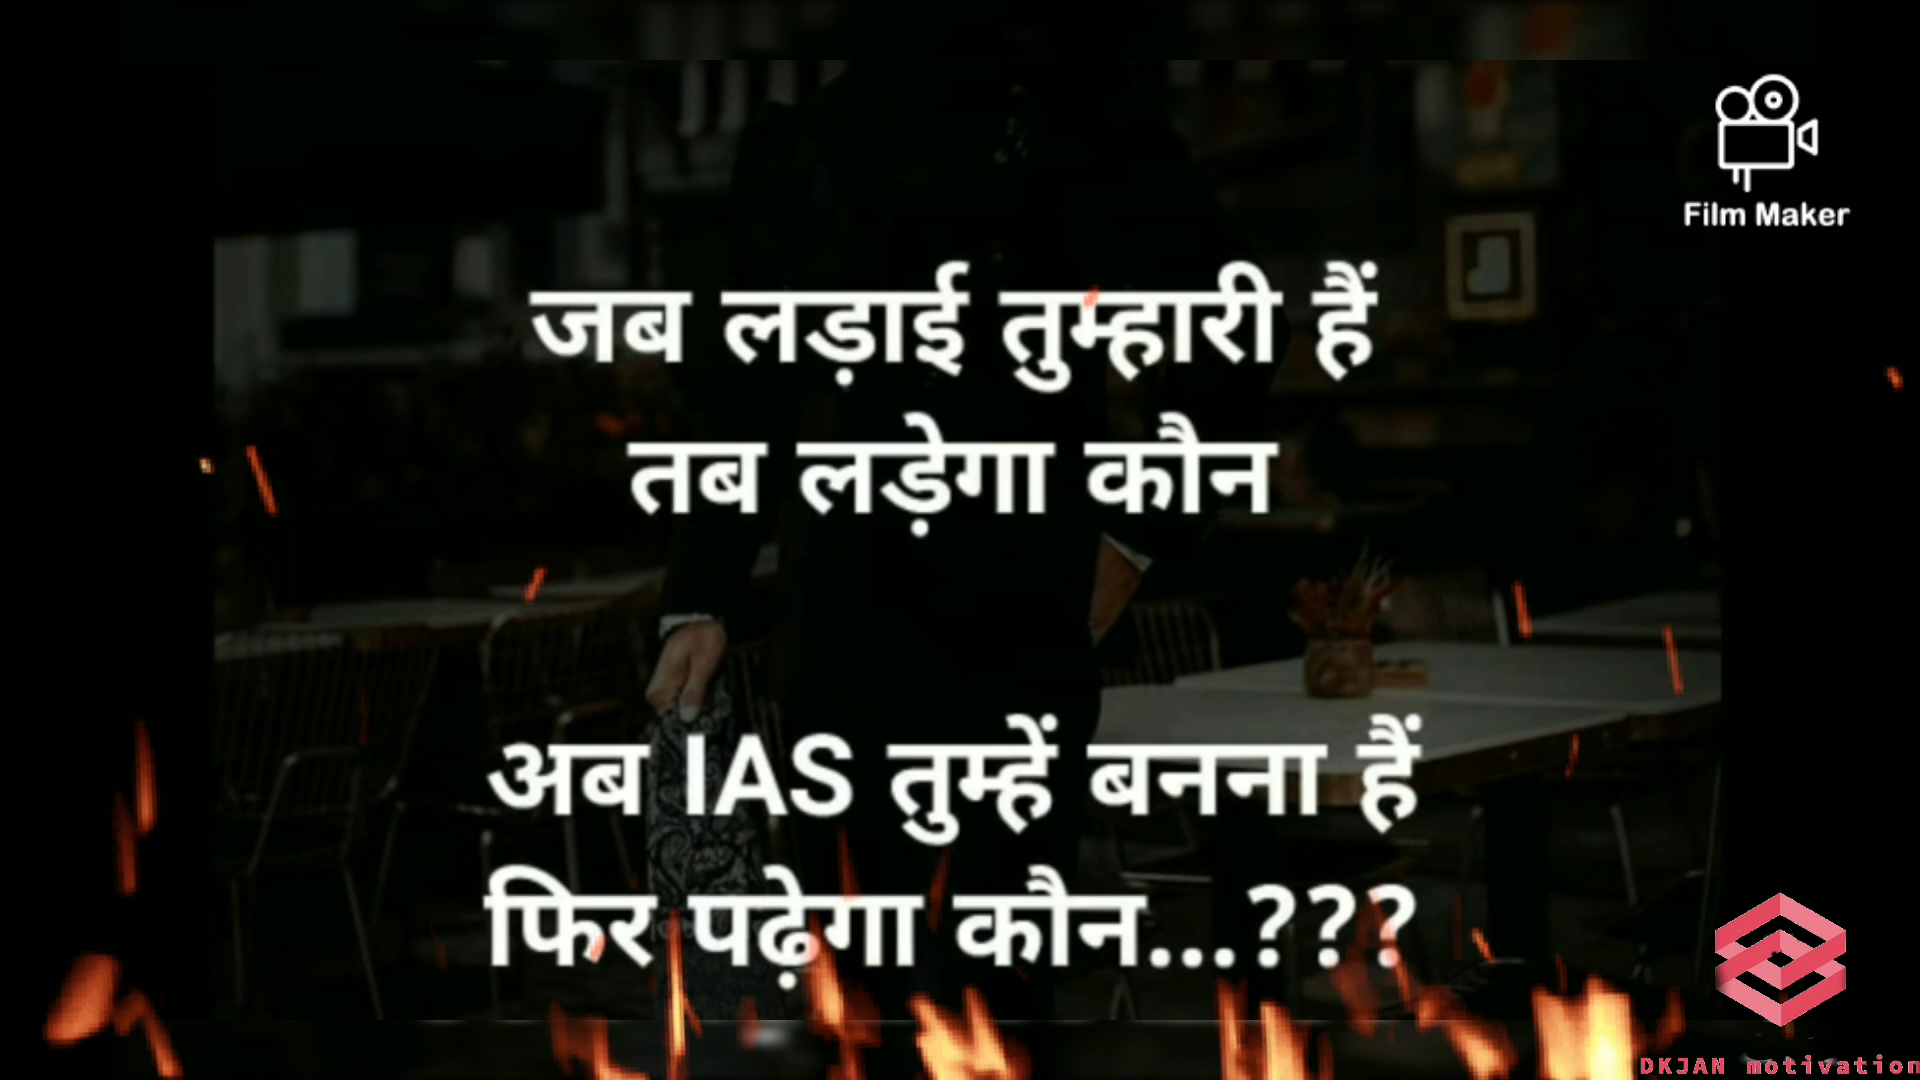 Film Maker
जब लड़ाई तुम्हारी हैं
तब लड़ेगा कौन
अब IAS तुम्हें बनना हैं
फिर पढ़ेगा कौन...???
DKJAN motivation